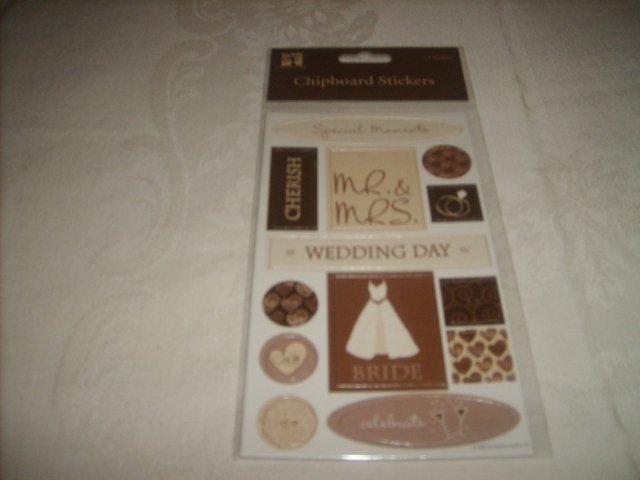 Chipboard Stickers
Special Moments
CHERISH
Mr. &
Mrs.
WEDDING DAY
BRIDE
celebrate